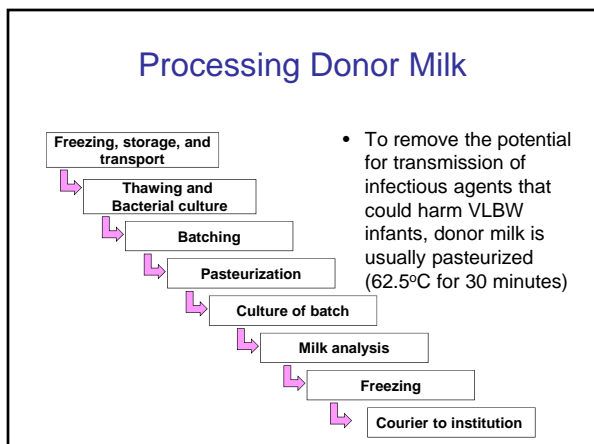 Processing Donor Milk
Freezing, storage, and
transport
Thawing and
Bacterial culture
Batching
Pasteurization
Culture of batch
Milk analysis
Freezing
Courier to institution
• To remove the potential
for transmission of
infectious agents that
could harm VLBW
infants, donor milk is
usually pasteurized
(62.5°C for 30 minutes)